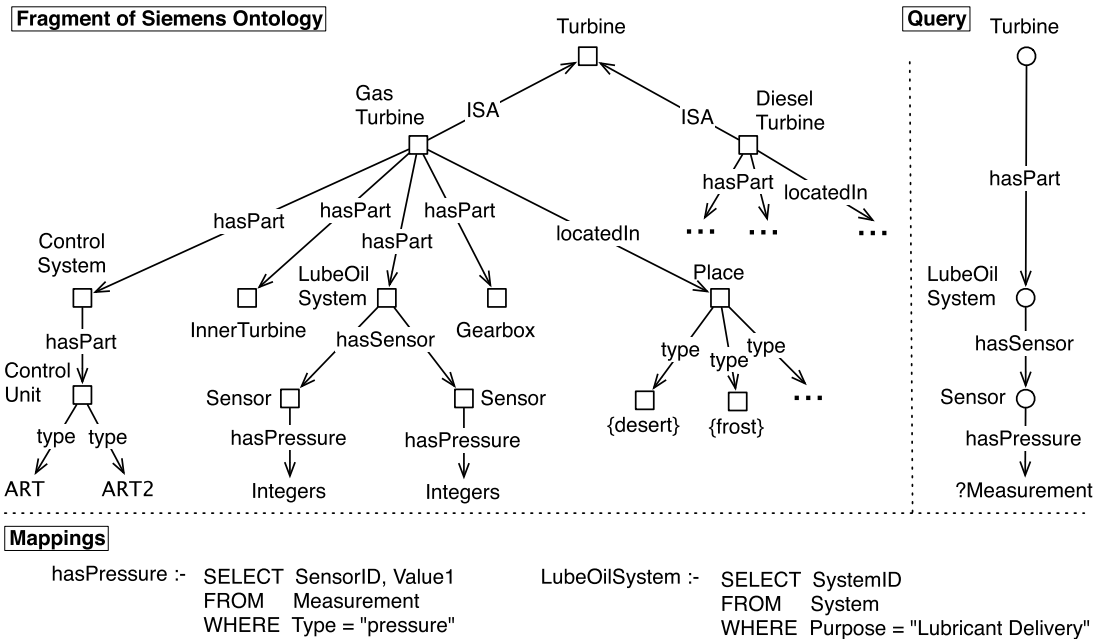 Fragment of Siemens Ontology
Query
Turbine
Turbine
Gas
Turbine
ISA
ISA
Diesel
Turbine
hasPart
hasPart
hasPart
hasPart
locatedIn
hasPart
locatedIn
...
...
...
hasPart
Control
System
InnerTurbine
LubeOil
System
Gearbox
Place
LubeOil
System
hasPart
hasSensor
type
type
type
hasSensor
Control
Unit
Sensor
Sensor
{desert}
{frost}
...
Sensor
type
type
hasPressure
hasPressure
hasPressure
ART
ART2
Integers
Integers
?Measurement
Mappings
hasPressure :- SELECT SensorID, Value1
FROM Measurement
WHERE Type = "pressure"
LubeOilSystem :- SELECT SystemID
FROM System
WHERE Purpose = "Lubricant Delivery"